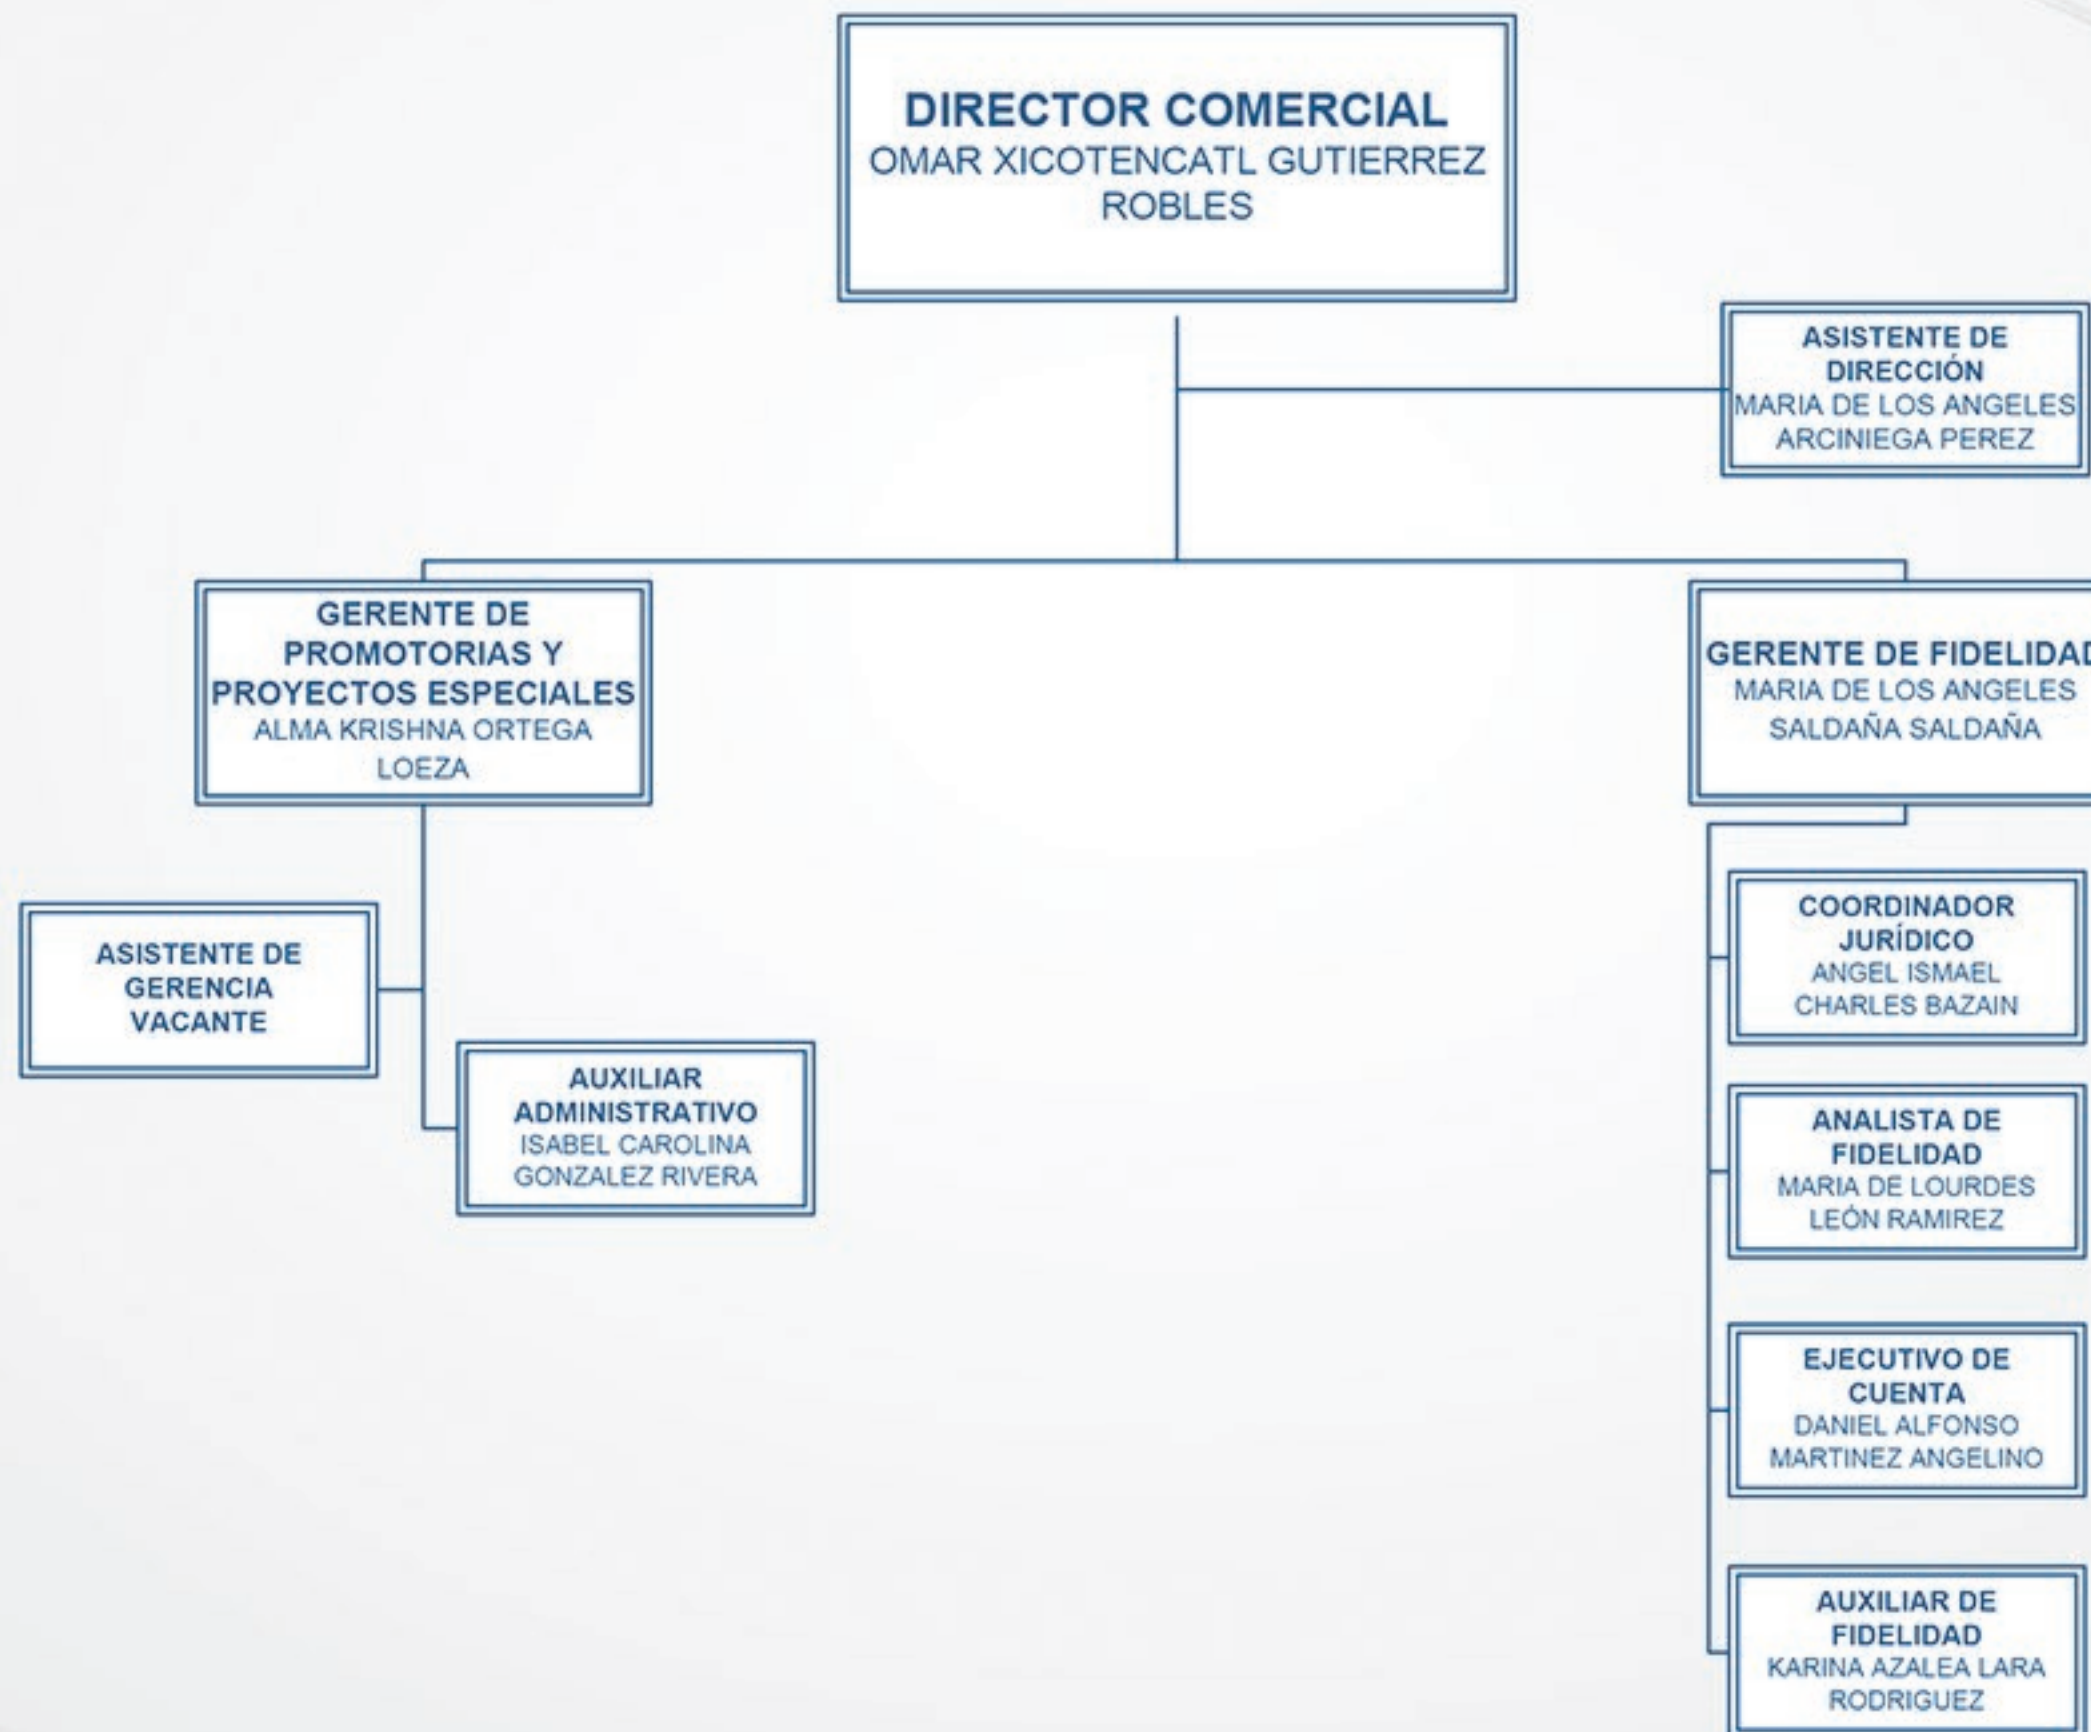 DIRECTOR COMERCIAL
OMAR XICOTENCATL GUTIERREZ
ROBLES
ASISTENTE DE
DIRECCIÓN
MARIA DE LOS ANGELES
ARCINIEGA PEREZ
GERENTE DE
PROMOTORIAS Y
PROYECTOS ESPECIALES
ALMA KRISHNA ORTEGA
LOEZA
GERENTE DE FIDELIDAD
MARIA DE LOS ANGELES
SALDAÑA SALDAÑA
ASISTENTE DE
GERENCIA
VACANTE
AUXILIAR
ADMINISTRATIVO
ISABEL CAROLINA
GONZALEZ RIVERA
COORDINADOR
JURÍDICO
ANGEL ISMAEL
CHARLES BAZAIN
ANALISTA DE
FIDELIDAD
MARIA DE LOURDES
LEÓN RAMIREZ
EJECUTIVO DE
CUENTA
DANIEL ALFONSO
MARTINEZ ANGELINO
AUXILIAR DE
FIDELIDAD
KARINA AZALEA LARA
RODRIGUEZ